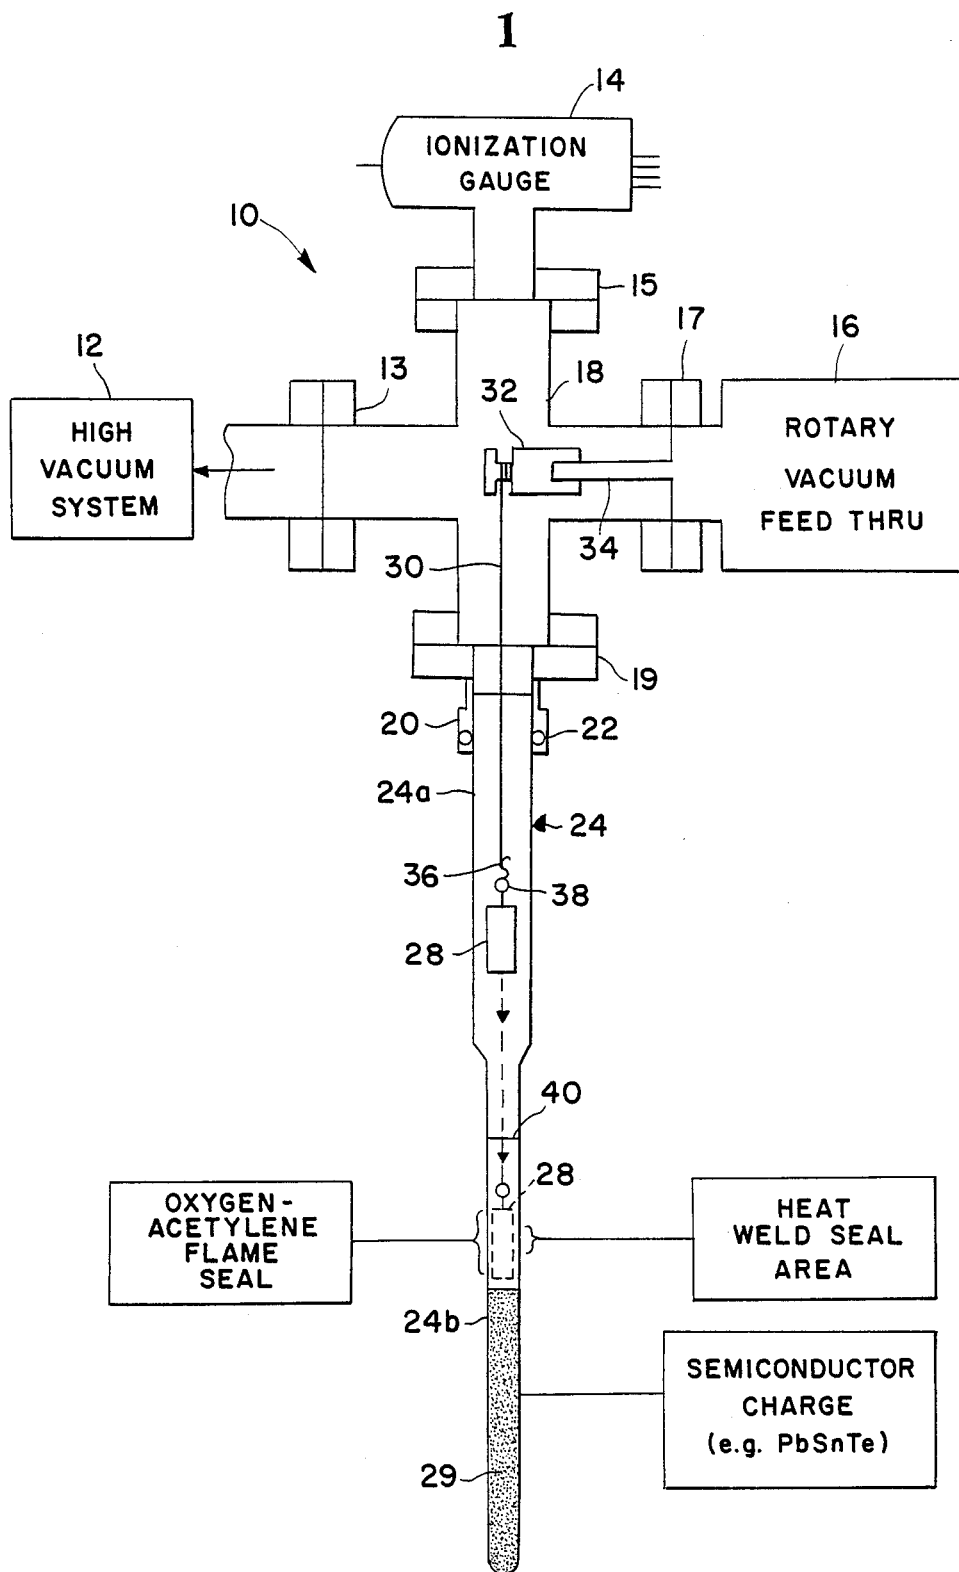 1
14
IONIZATION
GAUGE
10
15
12
13
18
17
16
32
HIGH
VACUUM
SYSTEM
ROTARY
VACUUM
FEED THRU
34
30
19
20
22
24a
24
36
38
28
40
28
OXYGEN-
ACETYLENE
FLAME
SEAL
HEAT
WELD SEAL
AREA
24b
SEMICONDUCTOR
CHARGE
(e.g. PbSnTe)
29